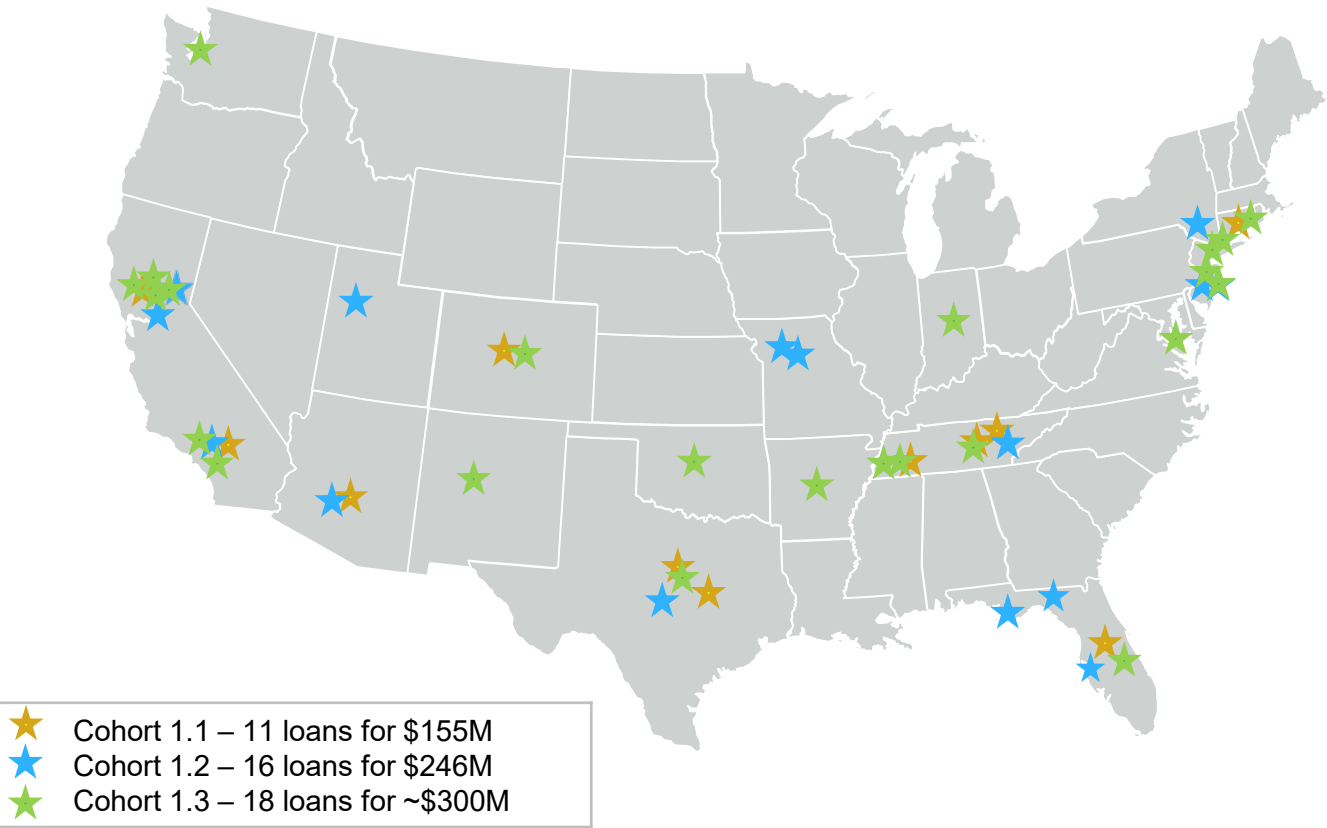 Cohort 1.1 – 11 loans for $155M
Cohort 1.2 – 16 loans for $246M
Cohort 1.3 – 18 loans for ~$300M